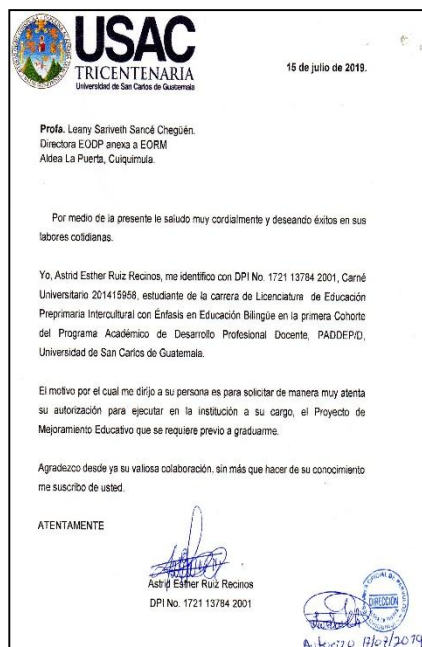 USAC
TRICENTENARIA
Universidad de San Carlos de Guatemala
15 de julio de 2019.
Profa. Leany Sariveth Sancé Chegüén.
Directora EODP anexa a EORM
Aldea La Puerta, Cuiquimula.
Por medio de la presente le saludo muy cordialmente y deseando éxitos en sus
labores cotidianas.
Yo, Astrid Esther Ruiz Recinos, me identifico con DPI No. 1721 13784 2001, Carné
Universitario 201415958, estudiante de la carrera de Licenciatura de Educación
Preprimaria Intercultural con Énfasis en Educación Bilingüe en la primera Cohorte
del Programa Académico de Desarrollo Profesional Docente, PADDEP/D,
Universidad de San Carlos de Guatemala.
El motivo por el cual me dirijo a su persona es para solicitar de manera muy atenta
su autorización para ejecutar en la institución a su cargo, el Proyecto de
Mejoramiento Educativo que se requiere previo a graduarme.
Agradezco desde ya su valiosa colaboración, sin más que hacer de su conocimiento
me suscribo de usted.
ATENTAMENTE
Astrid Esther Ruiz Recinos
DPI No. 1721 13784 2001
DIRECCIÓN
Autorizo 17/07/2019